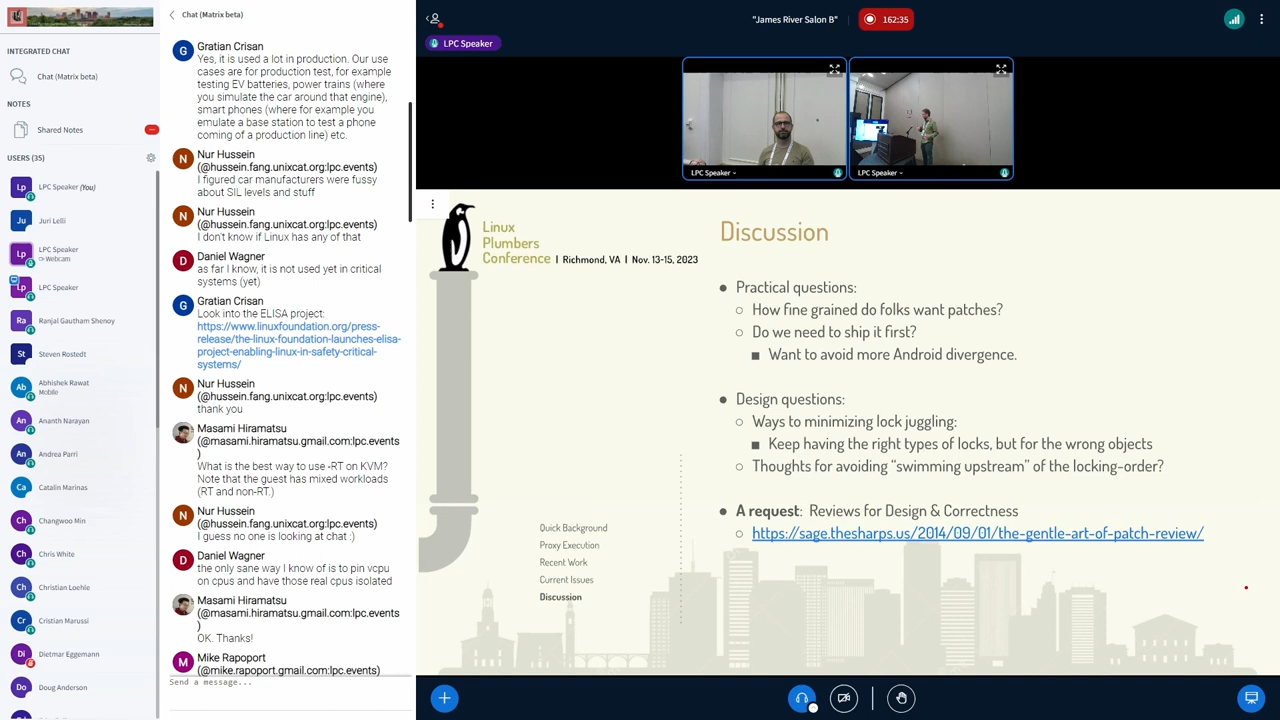 INTEGRATED CHAT
Chat (Matrix beta)
NOTES
Shared Notes
USERS (35)
Lp LPC Speaker (You)
Ju Juri Lelli
Lp LPC Speaker
Webcam
LPC Speaker
Ra Ranjal Gautham Shenoy
St Steven Rostedt
Ab Abhishek Rawat
Mobile
An Ananth Narayan
An Andrea Parri
Ca Catalin Marinas
Ch Changwoo Min
Ch Chris White
Ch Christian Loehle
Cr Cristian Marussi
Di Dietmar Eggemann
Do Doug Anderson
Chat (Matrix beta)
G Gratian Crisan
Yes, it is used a lot in production. Our use
cases are for production test, for example
testing EV batteries, power trains (where
you simulate the car around that engine),
smart phones (where for example you
emulate a base station to test a phone
coming of a production line) etc.
N Nur Hussein
(@hussein.fang.unixcat.org:lpc.events)
I figured car manufacturers were fussy
about SIL levels and stuff
N Nur Hussein
(@hussein.fang.unixcat.org:lpc.events)
I don't know if Linux has any of that
D Daniel Wagner
as far I know, it is not used yet in critical
systems (yet)
G Gratian Crisan
Look into the ELISA project:
https://www.linuxfoundation.org/press-
release/the-linux-foundation-launches-elisa-
project-enabling-linux-in-safety-critical-
systems/
N Nur Hussein
(@hussein.fang.unixcat.org:lpc.events)
thank you
Masami Hiramatsu
(@masami.hiramatsu.gmail.com:lpc.events
)
What is the best way to use -RT on KVM?
Note that the guest has mixed workloads
(RT and non-RT.)
N Nur Hussein
(@hussein.fang.unixcat.org:lpc.events)
I guess no one is looking at chat :)
D Daniel Wagner
the only sane way I know of is to pin vcpu
on cpus and have those real cpus isolated
Masami Hiramatsu
(@masami.hiramatsu.gmail.com:lpc.events
)
OK. Thanks!
M Mike Rapoport
(@mike.rapoport.gmail.com:lpc.events)
Send a message...
"James River Salon B"
162:35
LPC Speaker
LPC Speaker
LPC Speaker
Linux
Plumbers
Conference | Richmond, VA | Nov. 13-15, 2023
Discussion
● Practical questions:
○ How fine grained do folks want patches?
○ Do we need to ship it first?
■ Want to avoid more Android divergence.
● Design questions:
○ Ways to minimizing lock juggling:
■ Keep having the right types of locks, but for the wrong objects
○ Thoughts for avoiding “swimming upstream” of the locking-order?
● A request: Reviews for Design & Correctness
○ https://sage.thesharps.us/2014/09/01/the-gentle-art-of-patch-review/
Quick Background
Proxy Execution
Recent Work
Current Issues
Discussion